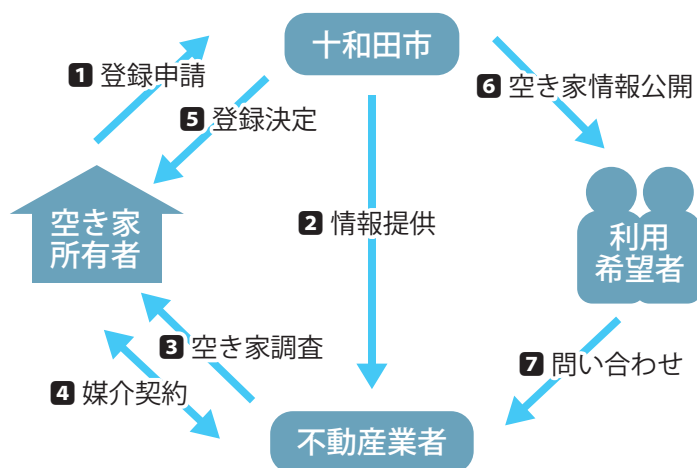 十和田市
1 登録申請
6 空き家情報公開
5 登録決定
空き家
所有者
2 情報提供
利用
希望者
3 空き家調査
7 問い合わせ
4 媒介契約
不動産業者